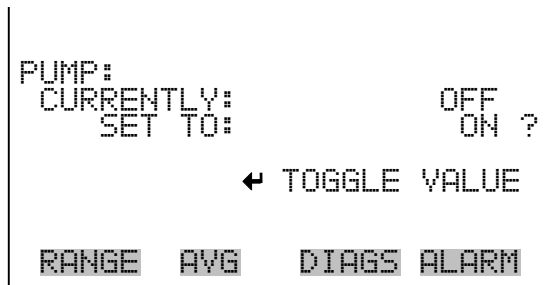 PUMP:
CURRENTLY: OFF
SET TO: ON ?
↵ TOGGLE VALUE
RANGE AVG DIAGS ALARM